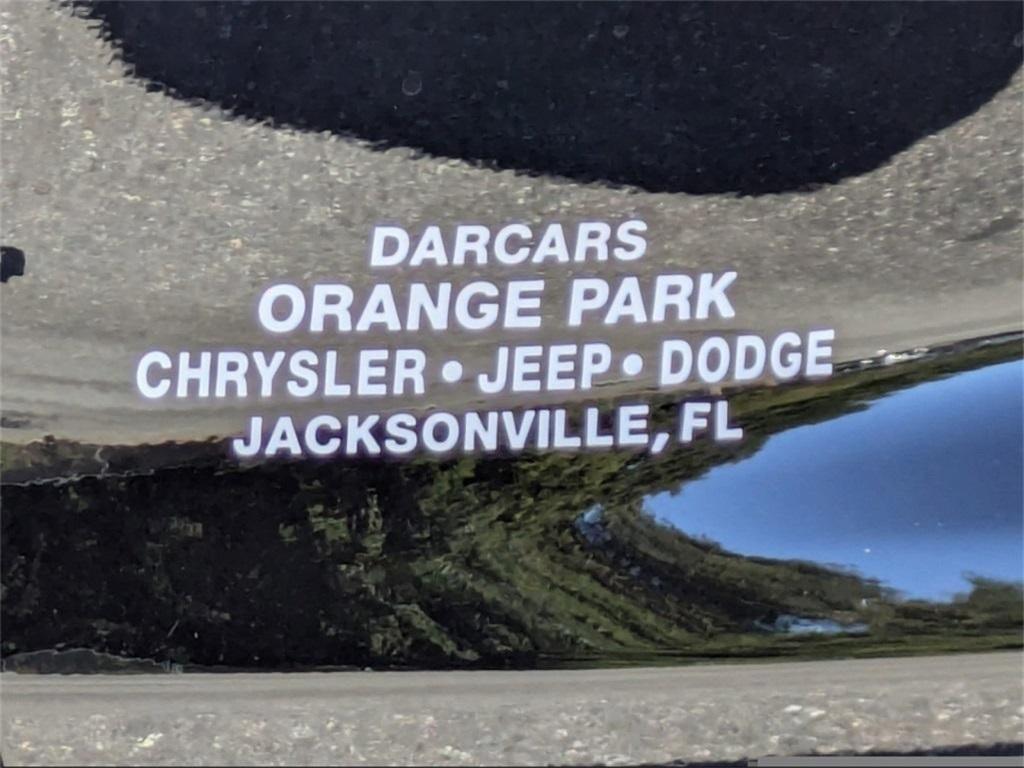 DARCARS
ORANGE PARK
CHRYSLER • JEEP • DODGE
JACKSONVILLE, FL